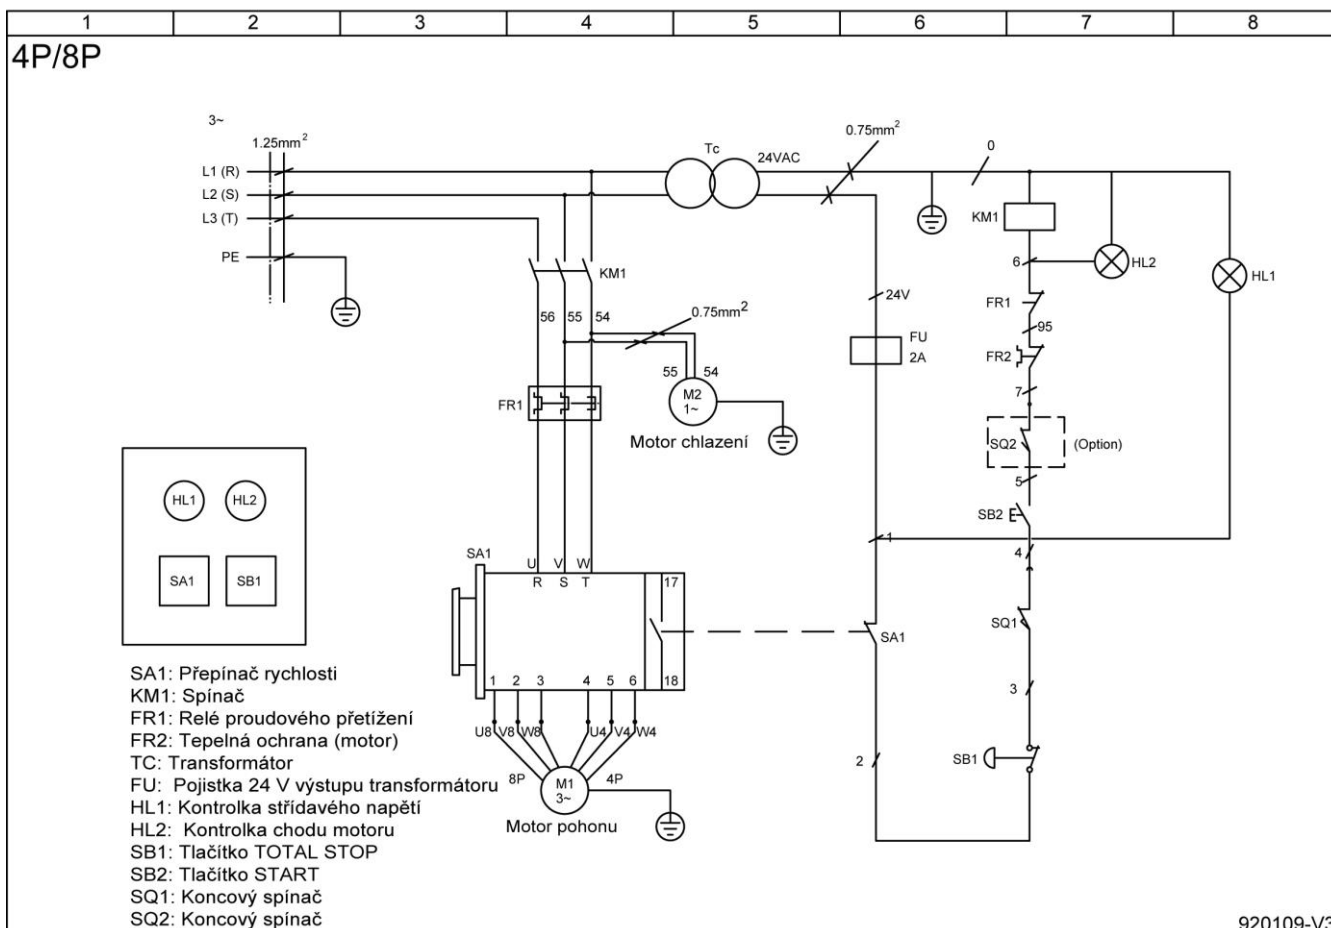 1 2 3 4 5 6 7 8
4P/8P
3~
1.25mm²
L1 (R)
L2 (S)
L3 (T)
PE
Tc
24VAC
0.75mm²
0
KM1
6
HL2
HL1
FR1
95
FR2
7
SQ2
(Option)
5
SB2
4
SQ1
3
SB1
24V
FU
2A
1
SA1
2
KM1
56 55 54
0.75mm²
55 54
M2
1~
Motor chlazení
FR1
SA1
U V W
R S T
17
18
1 2 3 4 5 6
U8 V8 W8 U4 V4 W4
8P
4P
M1
3~
Motor pohonu
HL1 HL2
SA1 SB1
SA1: Přepínač rychlosti
KM1: Spínač
FR1: Relé proudového přetížení
FR2: Tepelná ochrana (motor)
TC: Transformátor
FU: Pojistka 24 V výstupu transformátoru
HL1: Kontrolka střídavého napětí
HL2: Kontrolka chodu motoru
SB1: Tlačítko TOTAL STOP
SB2: Tlačítko START
SQ1: Koncový spínač
SQ2: Koncový spínač
920109-V3